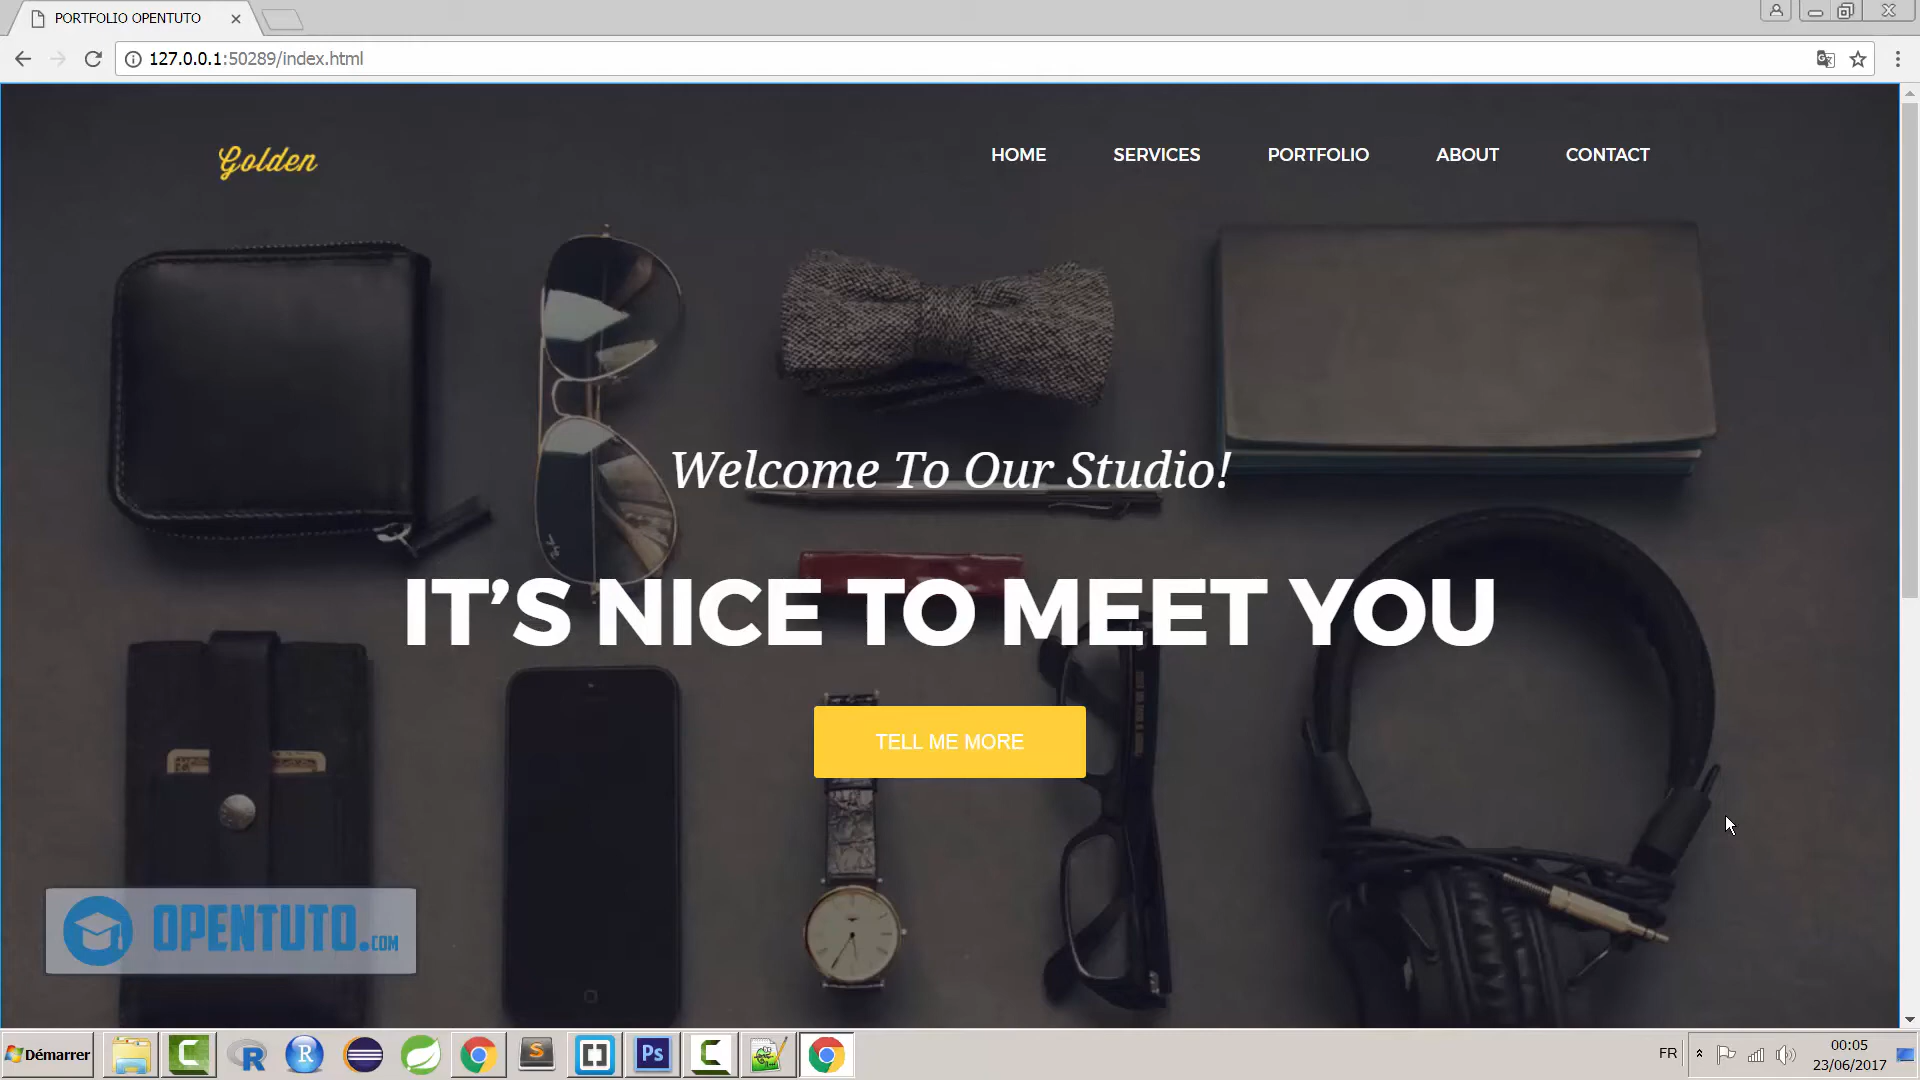 PORTFOLIO OPENTUTO
127.0.0.1:50289/index.html
Golden
HOME
SERVICES
PORTFOLIO
ABOUT
CONTACT
Welcome To Our Studio!
IT’S NICE TO MEET YOU
TELL ME MORE
OPENTUTO.COM
Démarrer
Ps
FR
00:05
23/06/2017